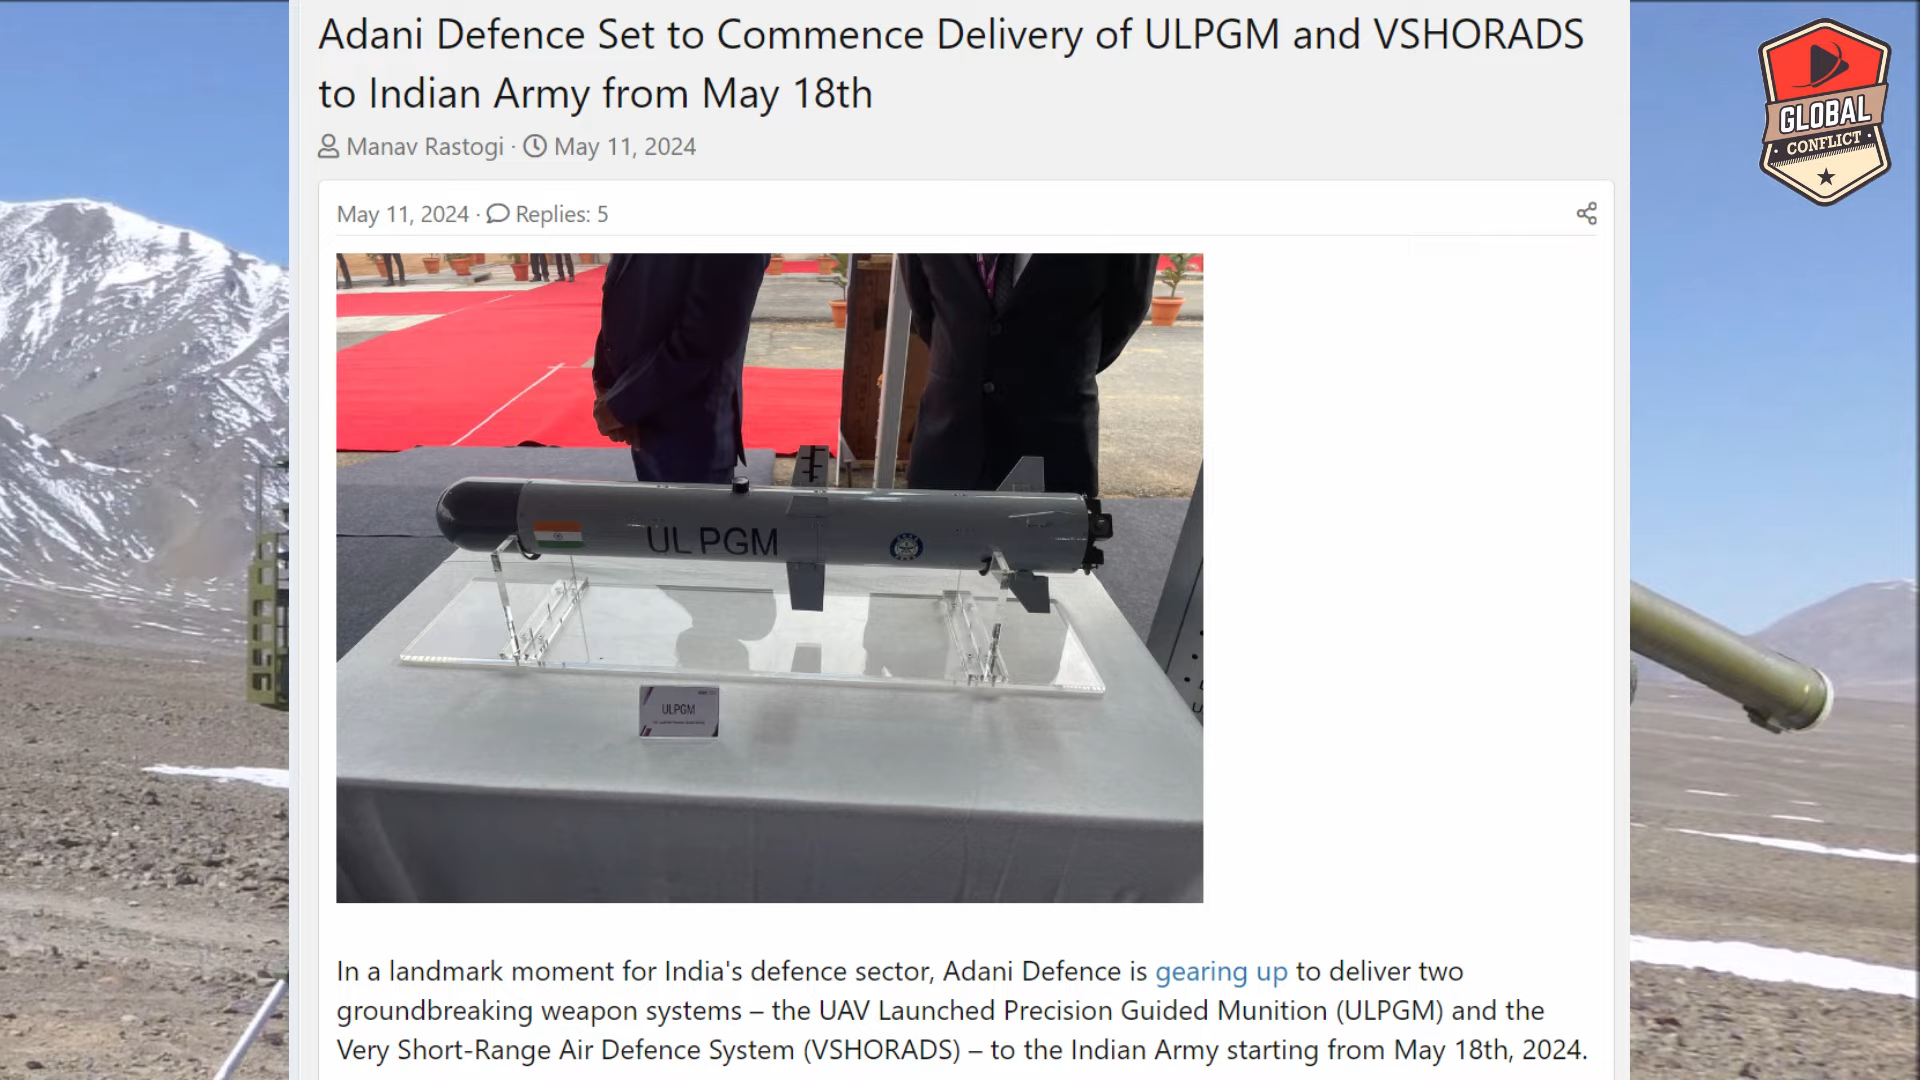 Adani Defence Set to Commence Delivery of ULPGM and VSHORADS
to Indian Army from May 18th
Manav Rastogi · May 11, 2024
May 11, 2024 · Replies: 5
GLOBAL
CONFLICT
UL PGM
ULPGM
In a landmark moment for India's defence sector, Adani Defence is gearing up to deliver two
groundbreaking weapon systems – the UAV Launched Precision Guided Munition (ULPGM) and the
Very Short-Range Air Defence System (VSHORADS) – to the Indian Army starting from May 18th, 2024.